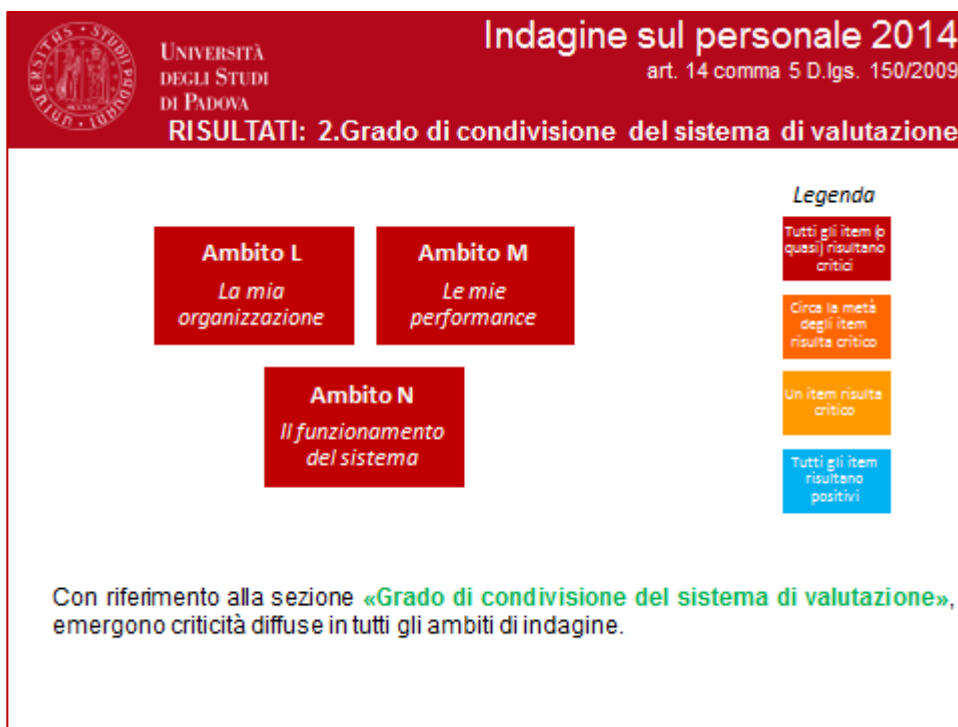 Indagine sul personale 2014
art. 14 comma 5 D.lgs. 150/2009
UNIVERSITÀ
DEGLI STUDI
DI PADOVA
RISULTATI: 2.Grado di condivisione del sistema di valutazione
Legenda
Ambito L
La mia
organizzazione
Ambito M
Le mie
performance
Ambito N
Il funzionamento
del sistema
Tutti gli item (o
quasi) risultano
critici
Circa la metà
degli item
risulta critico
Un item risulta
critico
Tutti gli item
risultano
positivi
Con riferimento alla sezione «Grado di condivisione del sistema di valutazione»,
emergono criticità diffuse in tutti gli ambiti di indagine.